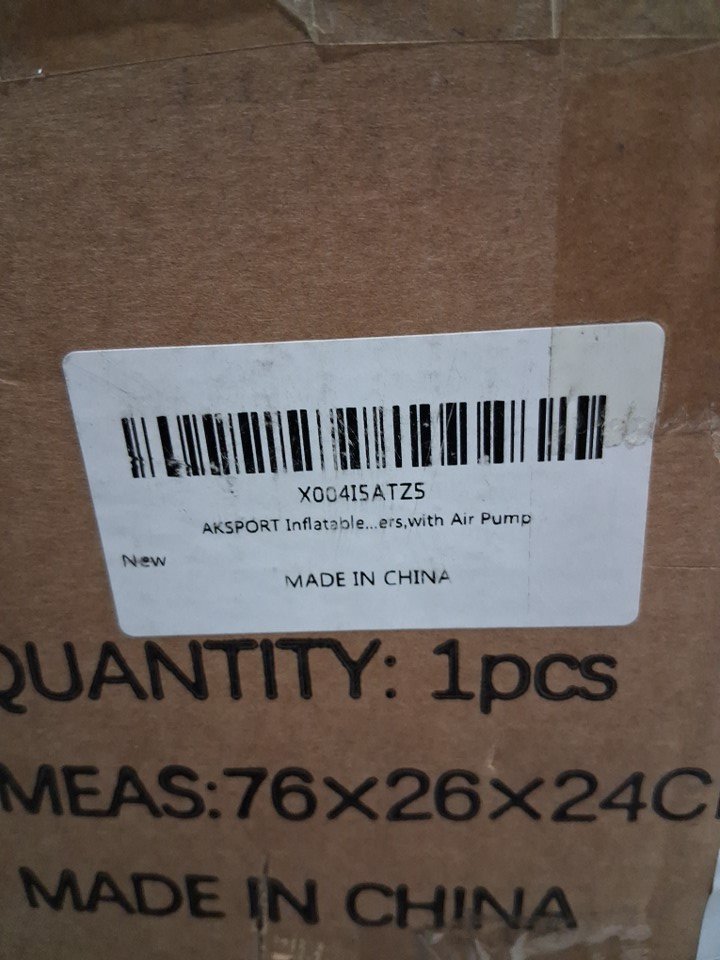 X004I5ATZ5
AKSPORT Inflatable...ers,with Air Pump
New
MADE IN CHINA
QUANTITY: 1pcs
MEAS:76×26×24C
MADE IN CHINA